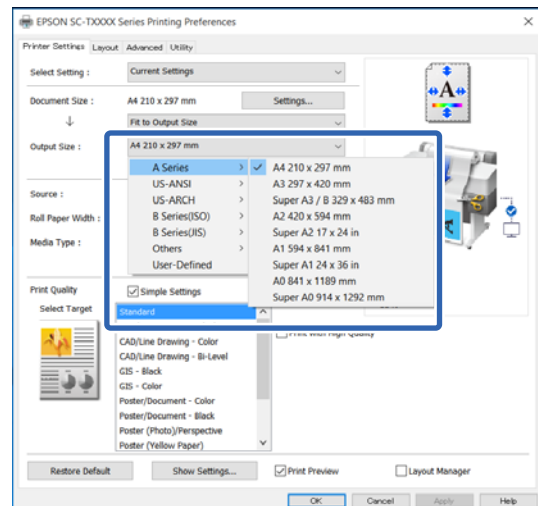 EPSON SC-TXXXX Series Printing Preferences
Printer Settings Layout Advanced Utility
Select Setting : Current Settings
Document Size : A4 210 x 297 mm Settings...
Fit to Output Size
Output Size : A4 210 x 297 mm
A Series
US-ANSI
US-ARCH
B Series(ISO)
B Series(JIS)
Others
User-Defined
A4 210 x 297 mm
A3 297 x 420 mm
Super A3 / B 329 x 483 mm
A2 420 x 594 mm
Super A2 17 x 24 in
A1 594 x 841 mm
Super A1 24 x 36 in
A0 841 x 1189 mm
Super A0 914 x 1292 mm
Source :
Roll Paper Width :
Media Type :
Print Quality Simple Settings
Select Target Standard
Print with High Quality
CAD/Line Drawing - Color
CAD/Line Drawing - Bi-Level
GIS - Black
GIS - Color
Poster/Document - Color
Poster/Document - Black
Poster (Photo)/Perspective
Poster (Yellow Paper)
Restore Default Show Settings... Print Preview Layout Manager
OK Cancel Apply Help
A